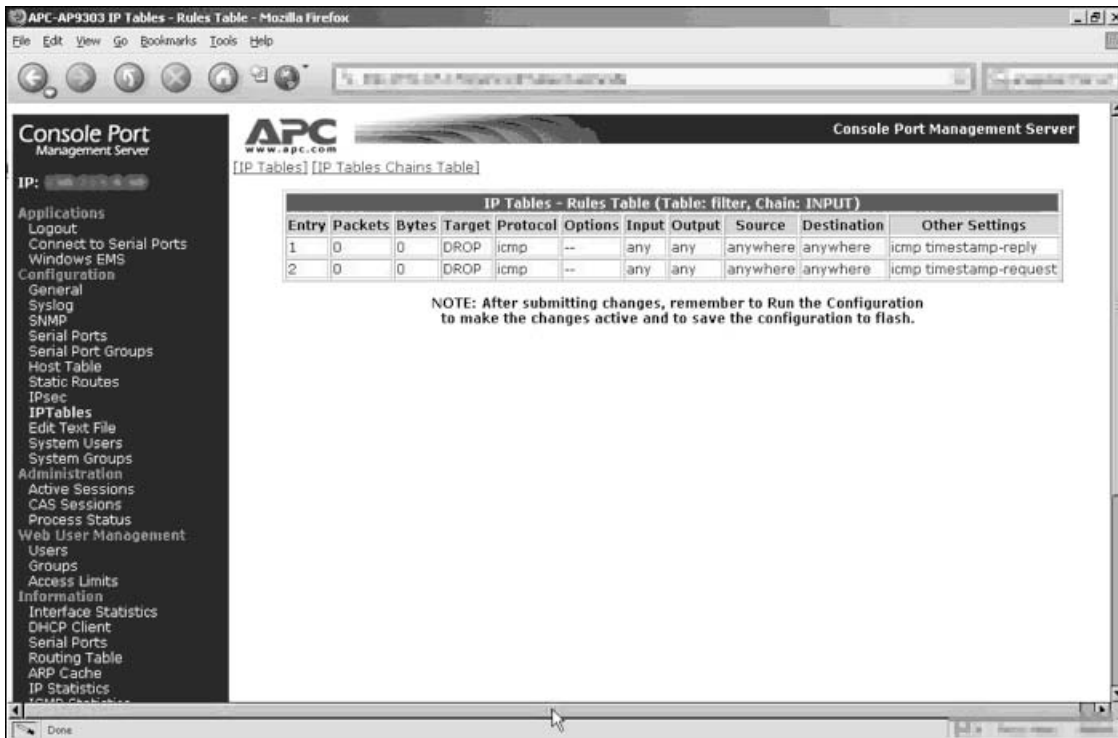 APC-AP9303 IP Tables - Rules Table - Mozilla Firefox
File Edit View Go Bookmarks Tools Help
Console Port
Management Server
IP:
Applications
Logout
Connect to Serial Ports
Windows EMS
Configuration
General
Syslog
SNMP
Serial Ports
Serial Port Groups
Host Table
Static Routes
IPsec
IPTables
Edit Text File
System Users
System Groups
Administration
Active Sessions
CAS Sessions
Process Status
Web User Management
Users
Groups
Access Limits
Information
Interface Statistics
DHCP Client
Serial Ports
Routing Table
ARP Cache
IP Statistics
ICMP Statistics
APC
www.apc.com
Console Port Management Server
[IP Tables] [IP Tables Chains Table]
IP Tables - Rules Table (Table: filter, Chain: INPUT)
Entry Packets Bytes Target Protocol Options Input Output Source Destination Other Settings
1 0 0 DROP icmp -- any any anywhere anywhere icmp timestamp-reply
2 0 0 DROP icmp -- any any anywhere anywhere icmp timestamp-request
NOTE: After submitting changes, remember to Run the Configuration
to make the changes active and to save the configuration to flash.
Done